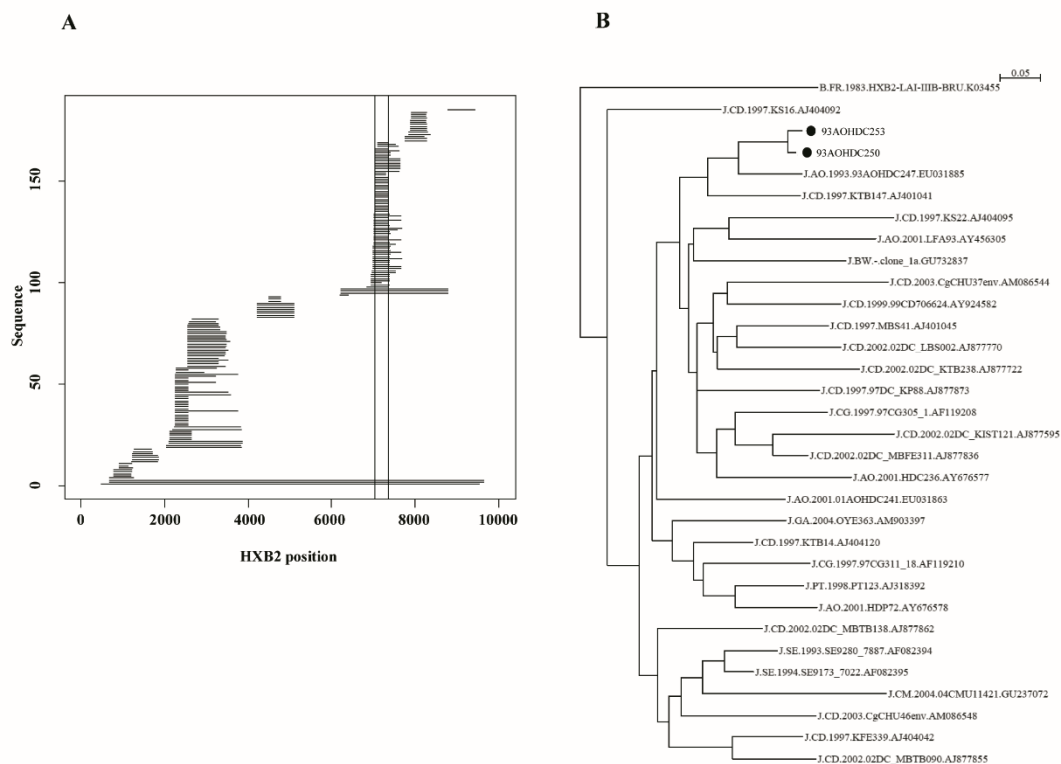 A
B
150
100
50
0
Sequence
0 2000 4000 6000 8000 10000
HXB2 position
0.05
B.FR.1983.HXB2-LAI-IIIB-BRU.K03455
J.CD.1997.KS16.AJ404092
93AOHDC253
93AOHDC250
J.AO.1993.93AOHDC247.EU031885
J.CD.1997.KTB147.AJ401041
J.CD.1997.KS22.AJ404095
J.AO.2001.LFA93.AY456305
J.BW.-.clone_1a.GU732837
J.CD.2003.CgCHU37env.AM086544
J.CD.1999.99CD706624.AY924582
J.CD.1997.MBS41.AJ401045
J.CD.2002.02DC_LBS002.AJ877770
J.CD.2002.02DC_KTB238.AJ877722
J.CD.1997.97DC_KP88.AJ877873
J.CG.1997.97CG305_1.AF119208
J.CD.2002.02DC_KIST121.AJ877595
J.CD.2002.02DC_MBFE311.AJ877836
J.AO.2001.HDC236.AY676577
J.AO.2001.01AOHDC241.EU031863
J.GA.2004.OYE363.AM903397
J.CD.1997.KTB14.AJ404120
J.CG.1997.97CG311_18.AF119210
J.PT.1998.PT123.AJ318392
J.AO.2001.HDP72.AY676578
J.CD.2002.02DC_MBTB138.AJ877862
J.SE.1993.SE9280_7887.AF082394
J.SE.1994.SE9173_7022.AF082395
J.CM.2004.04CMU11421.GU237072
J.CD.2003.CgCHU46env.AM086548
J.CD.1997.KFE339.AJ404042
J.CD.2002.02DC_MBTB090.AJ877855